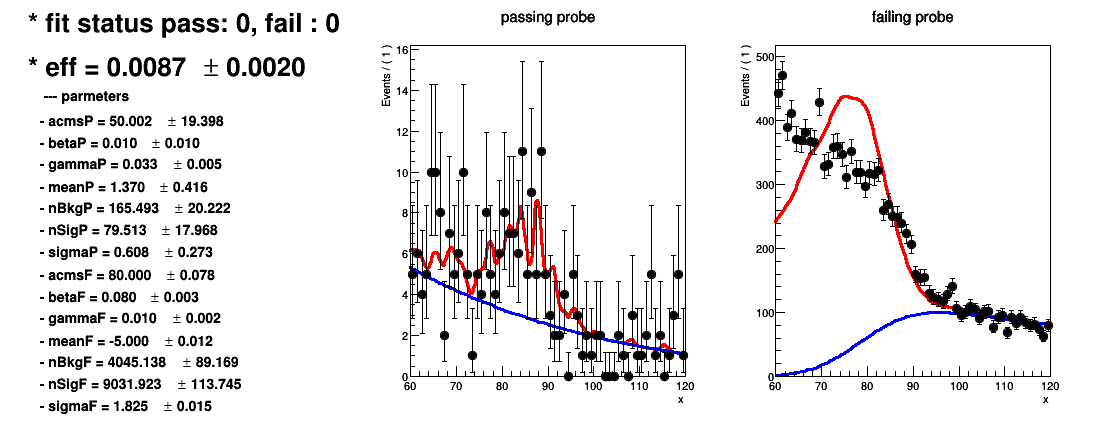 * fit status pass: 0, fail : 0
* eff = 0.0087 ± 0.0020
--- parmeters
- acmsP = 50.002 ± 19.398
- betaP = 0.010 ± 0.010
- gammaP = 0.033 ± 0.005
- meanP = 1.370 ± 0.416
- nBkgP = 165.493 ± 20.222
- nSigP = 79.513 ± 17.968
- sigmaP = 0.608 ± 0.273
- acmsF = 80.000 ± 0.078
- betaF = 0.080 ± 0.003
- gammaF = 0.010 ± 0.002
- meanF = -5.000 ± 0.012
- nBkgF = 4045.138 ± 89.169
- nSigF = 9031.923 ± 113.745
- sigmaF = 1.825 ± 0.015
passing probe
Events / ( 1 )
16
14
12
10
8
6
4
2
0
60 70 80 90 100 110 120
x
failing probe
Events / ( 1 )
500
400
300
200
100
0
60 70 80 90 100 110 120
x